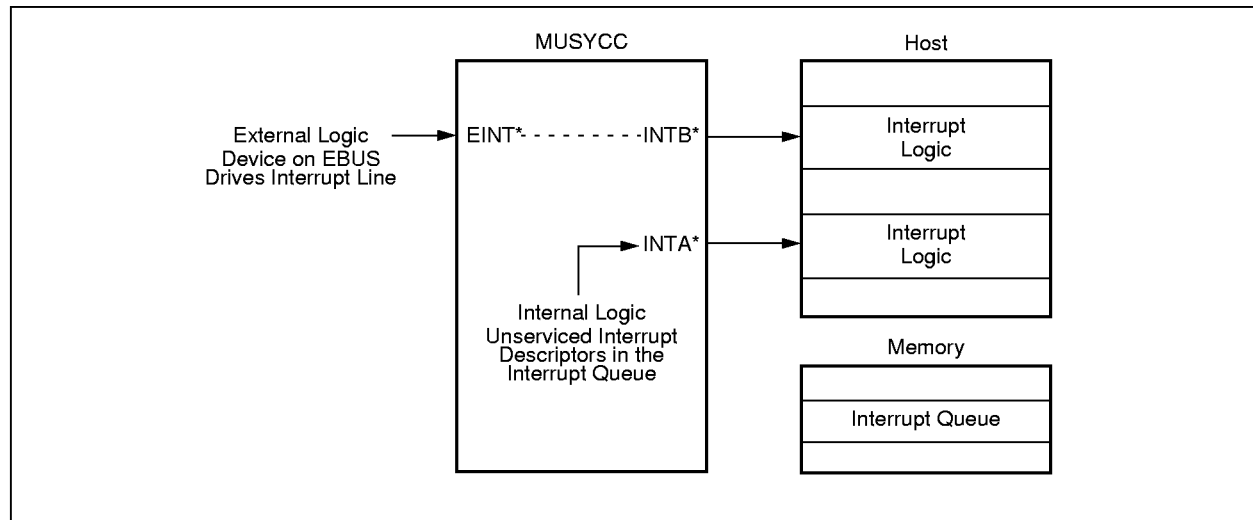 MUSYCC
Host
External Logic
Device on EBUS
Drives Interrupt Line
EINT*
INTB*
Interrupt
Logic
INTA*
Interrupt
Logic
Internal Logic
Unserviced Interrupt
Descriptors in the
Interrupt Queue
Memory
Interrupt Queue